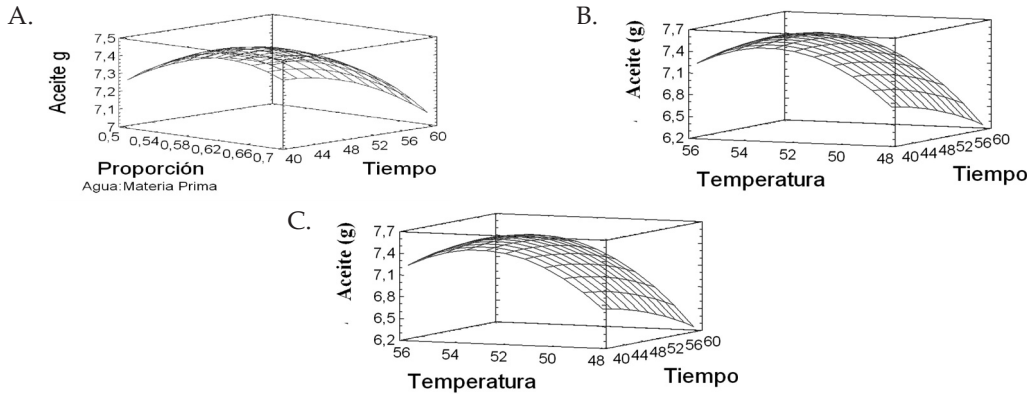 A.
Aceite g
7,5
7,4
7,3
7,2
7,1
7
0,5 0,54 0,58 0,62 0,66 0,7
40 44 48 52 56 60
Proporción
Agua:Materia Prima
Tiempo
B.
Aceite (g)
7,7
7,4
7,1
6,8
6,5
6,2
56 54 52 50 48
40 44 48 52 56 60
Temperatura
Tiempo
C.
Aceite (g)
7,7
7,4
7,1
6,8
6,5
6,2
56 54 52 50 48
40 44 48 52 56 60
Temperatura
Tiempo